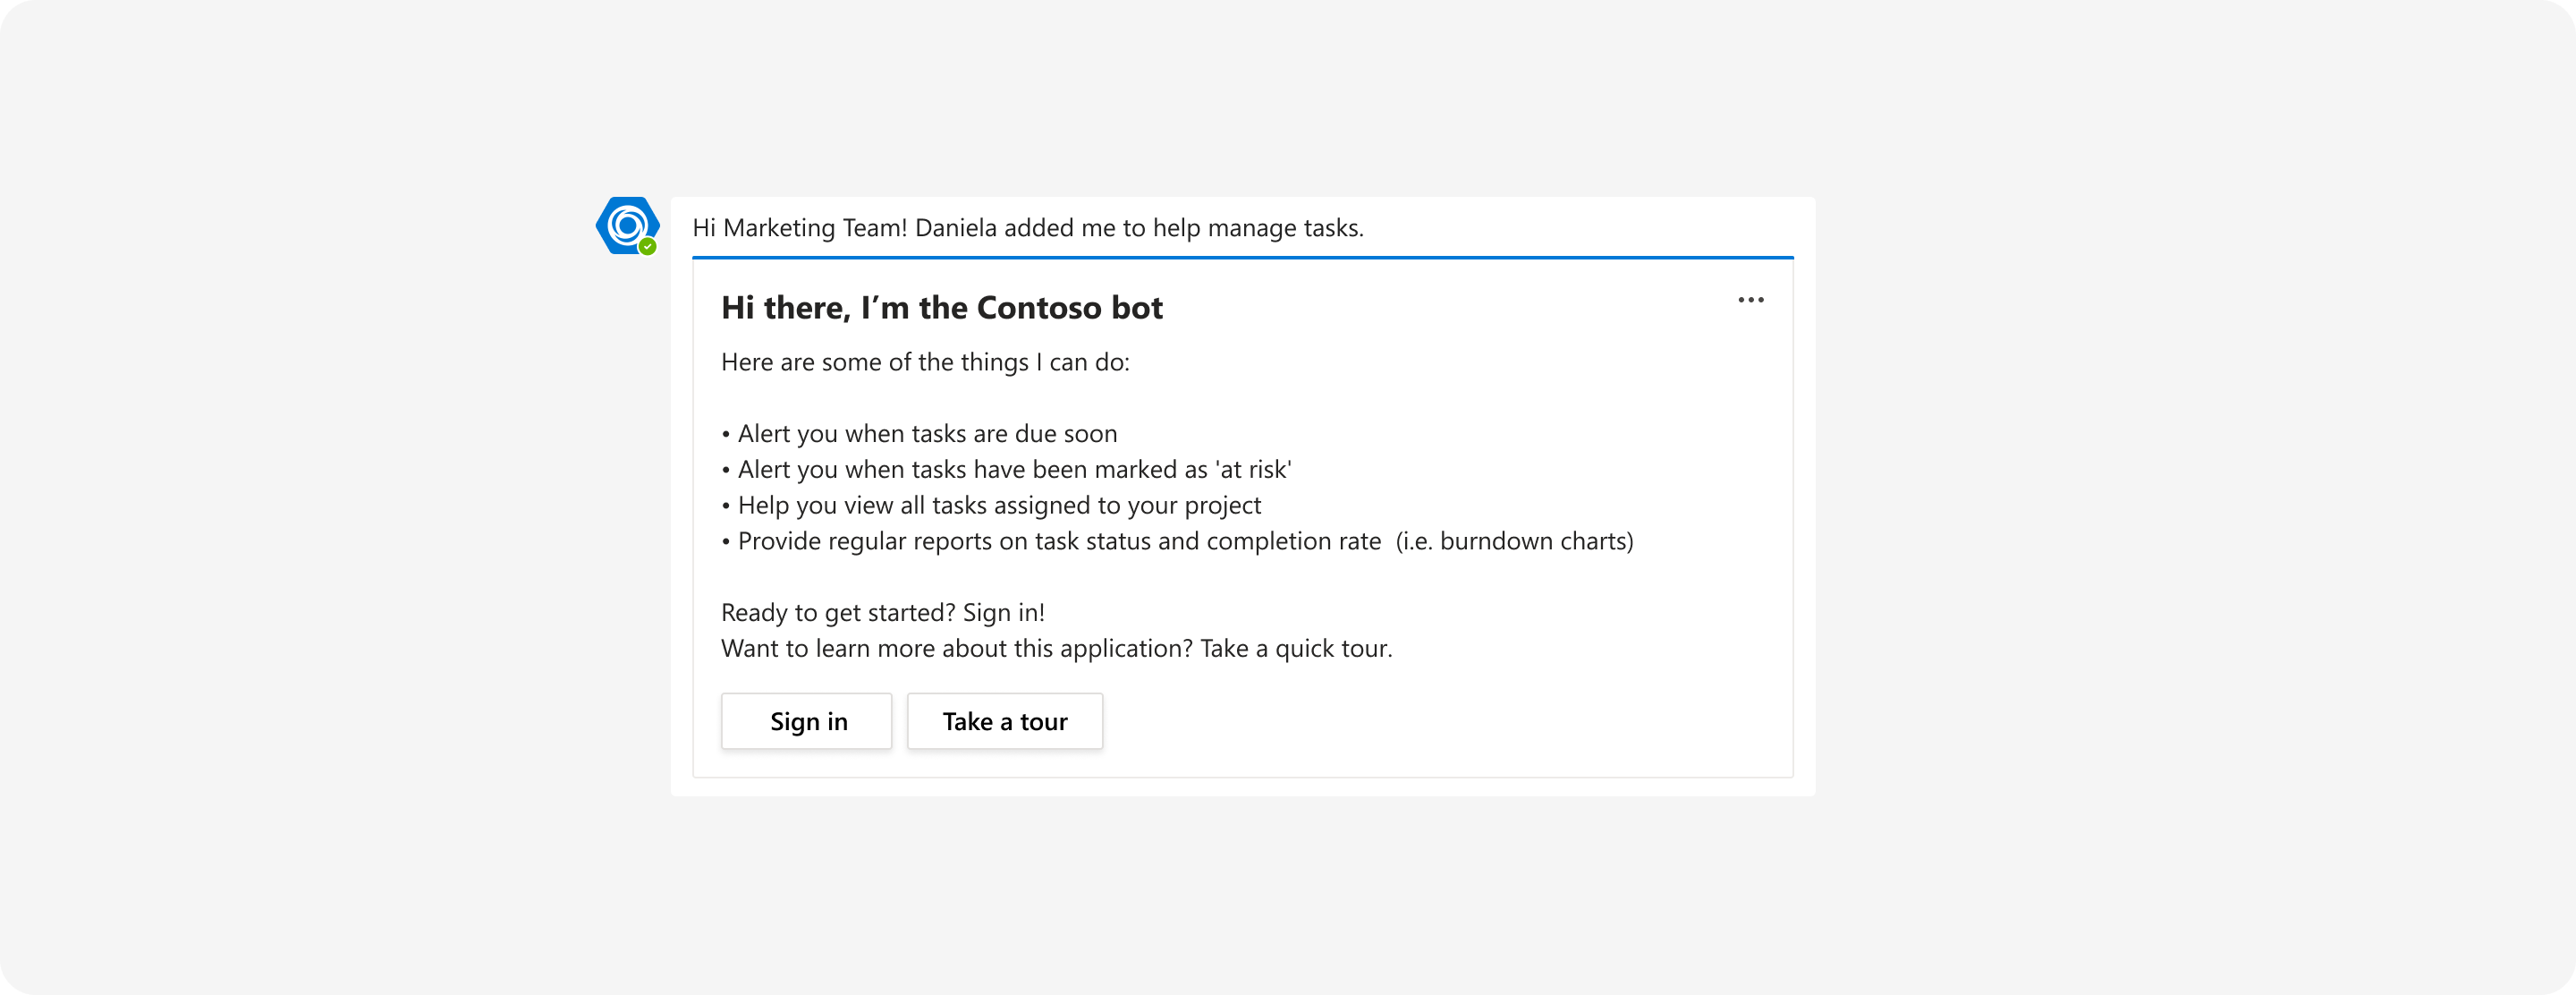 Hi Marketing Team! Daniela added me to help manage tasks.
Hi there, I’m the Contoso bot
Here are some of the things I can do:
• Alert you when tasks are due soon
• Alert you when tasks have been marked as 'at risk'
• Help you view all tasks assigned to your project
• Provide regular reports on task status and completion rate  (i.e. burndown charts)
Ready to get started? Sign in!
Want to learn more about this application? Take a quick tour.
Sign in
Take a tour